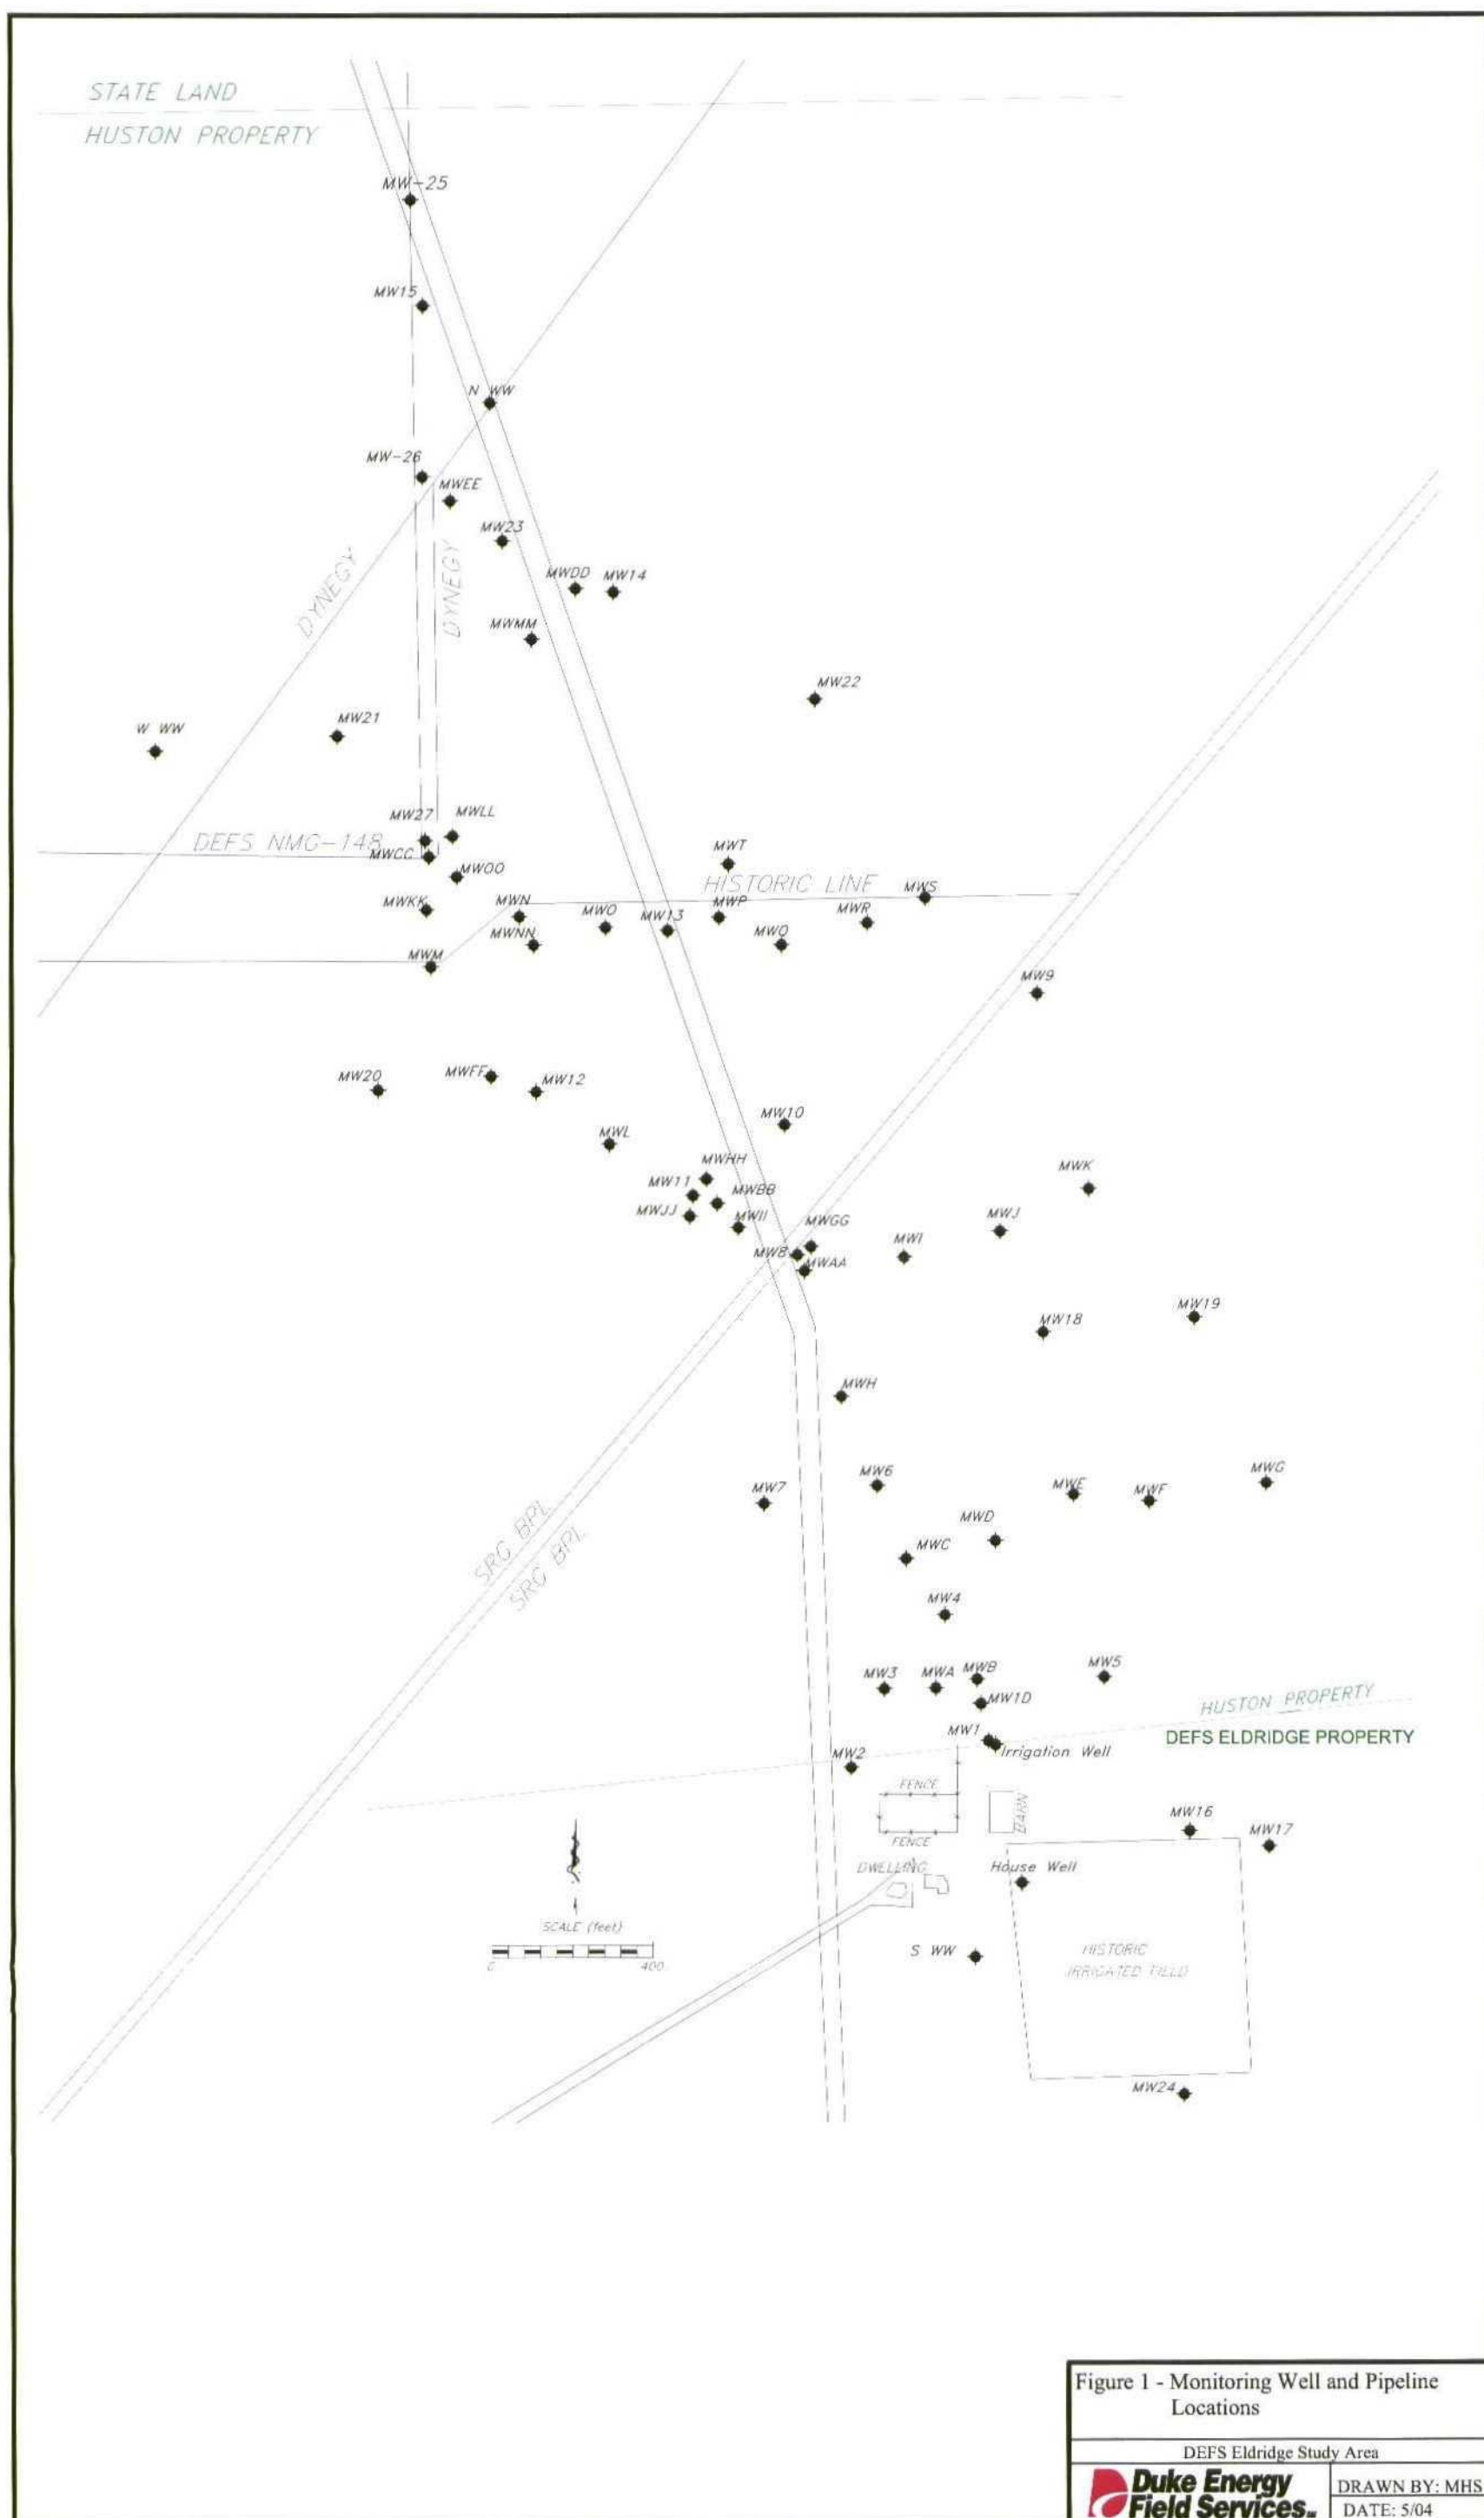 STATE LAND
HUSTON PROPERTY
MW-25
MW15
N WW
MW-26
MWEE
MW23
DYNEGY
DYNEGY
MWDD
MW14
MWMM
MW22
W WW
MW21
MW27
MWLL
DEFS NMG-148
MWCC
MWOO
MWT
HISTORIC LINE
MWS
MWKK
MWN
MWO
MW13
MWP
MWR
MWNN
MWQ
MWM
MW9
MW20
MWFF
MW12
MW10
MWL
MWHH
MWK
MW11
MWBB
MWJJ
MWII
MWGG
MWJ
MW8
MWI
MWAA
MW19
MW18
MWH
MW6
MWG
MW7
MWE
MWF
SRG BPL
SRG BPL
MWD
MWC
MW4
MW3
MWA
MWB
MW5
MW1D
HUSTON PROPERTY
MW1
DEFS ELDRIDGE PROPERTY
Irrigation Well
MW2
FENCE
BARN
MW16
MW17
FENCE
DWELLING
House Well
SCALE (feet)
0 400
S WW
HISTORIC
IRRIGATED FIELD
MW24
Figure 1 - Monitoring Well and Pipeline
Locations
DEFS Eldridge Study Area
Duke Energy
Field Services.
DRAWN BY: MHS
DATE: 5/04